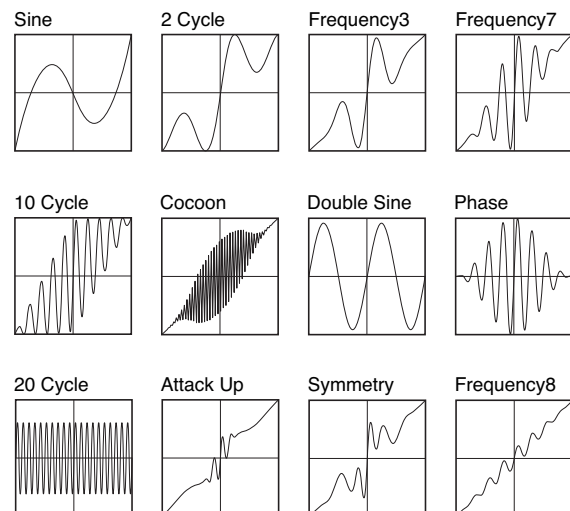 Sine
2 Cycle
Frequency3
Frequency7
10 Cycle
Cocoon
Double Sine
Phase
20 Cycle
Attack Up
Symmetry
Frequency8